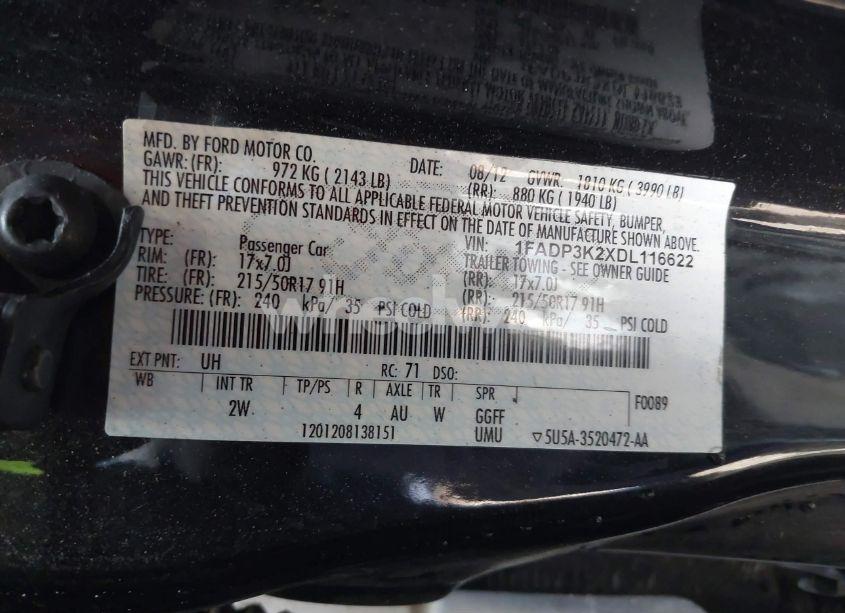 MFD. BY FORD MOTOR CO. DATE: 08/12 GVWR: 1810 KG ( 3990 LB)
GAWR: (FR): 972 KG ( 2143 LB) (RR): 880 KG ( 1940 LB)
THIS VEHICLE CONFORMS TO ALL APPLICABLE FEDERAL MOTOR VEHICLE SAFETY, BUMPER,
AND THEFT PREVENTION STANDARDS IN EFFECT ON THE DATE OF MANUFACTURE SHOWN ABOVE.
TYPE: Passenger Car VIN: 1FADP3K2XDL116622
TRAILER TOWING - SEE OWNER GUIDE
RIM: (FR): 17x7.0J (RR): 17x7.0J
TIRE: (FR): 215/50R17 91H (RR): 215/50R17 91H
PRESSURE: (FR): 240 kPa/ 35 PSI COLD (RR): 240 kPa/ 35 PSI COLD
EXT PNT: UH RC: 71 DSO:
WB INT TR TP/PS R AXLE TR SPR F0089
2W 4 AU W GGFF
1201208138151 UMU ▽5U5A-3520472-AA